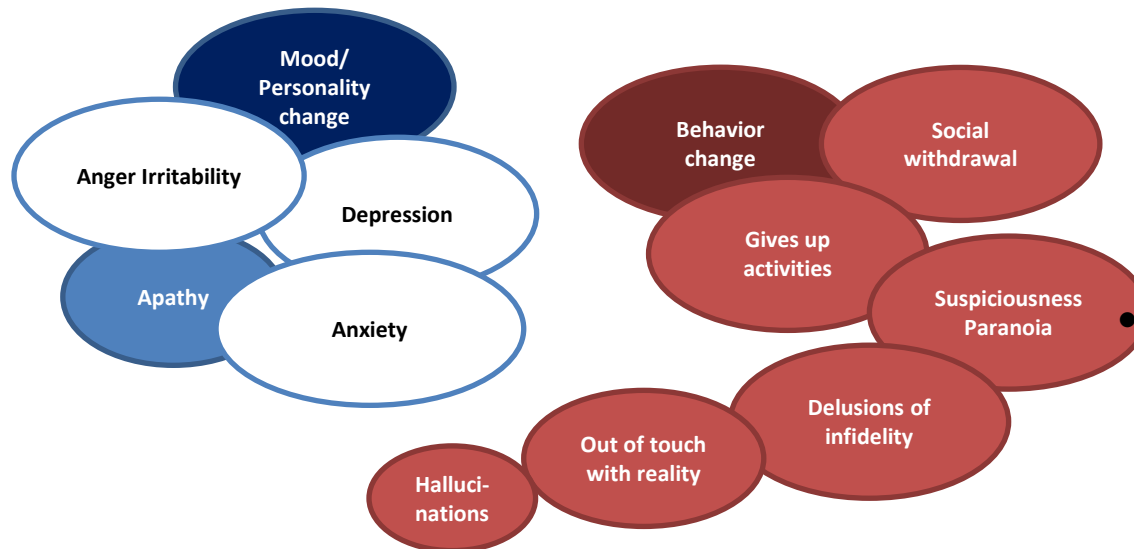 Mood/
Personality
change
Anger Irritability
Depression
Apathy
Anxiety
Behavior
change
Social
withdrawal
Gives up
activities
Suspiciousness
Paranoia
Delusions of
infidelity
Out of touch
with reality
Halluci-
nations